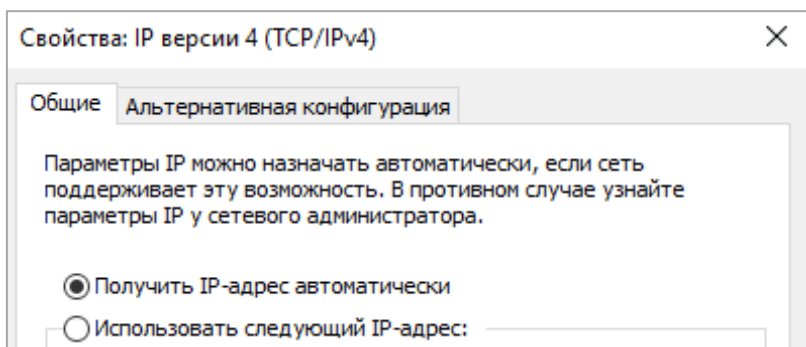 Свойства: IP версии 4 (TCP/IPv4)
Общие
Альтернативная конфигурация
Параметры IP можно назначать автоматически, если сеть
поддерживает эту возможность. В противном случае узнайте
параметры IP у сетевого администратора.
Получить IP-адрес автоматически
Использовать следующий IP-адрес: